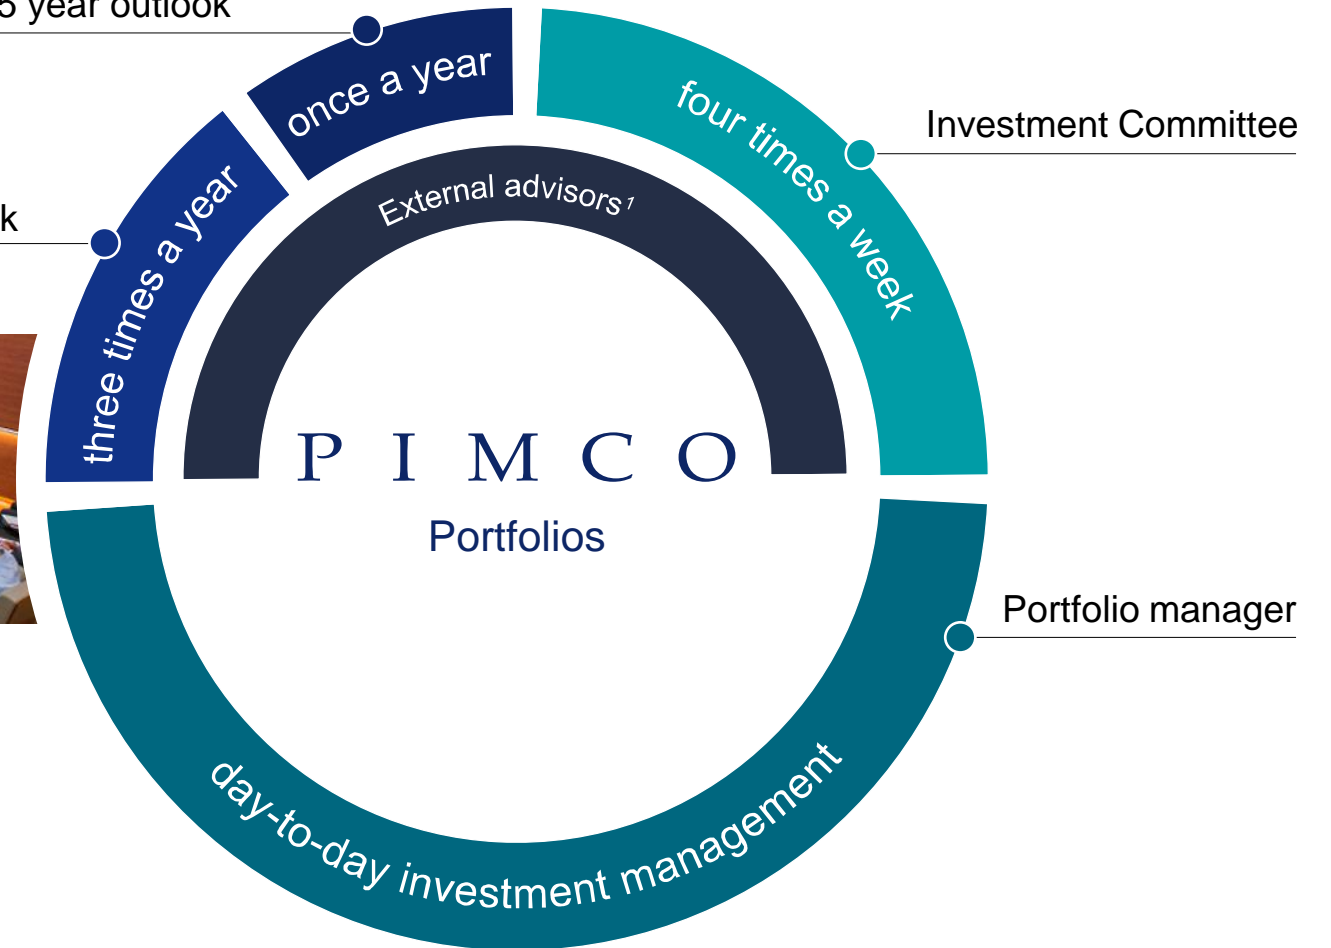 5 year outlook
once a year
four times a week
Investment Committee
three times a year
External advisors¹
k
PIMCO
Portfolios
Portfolio manager
day-to-day investment management